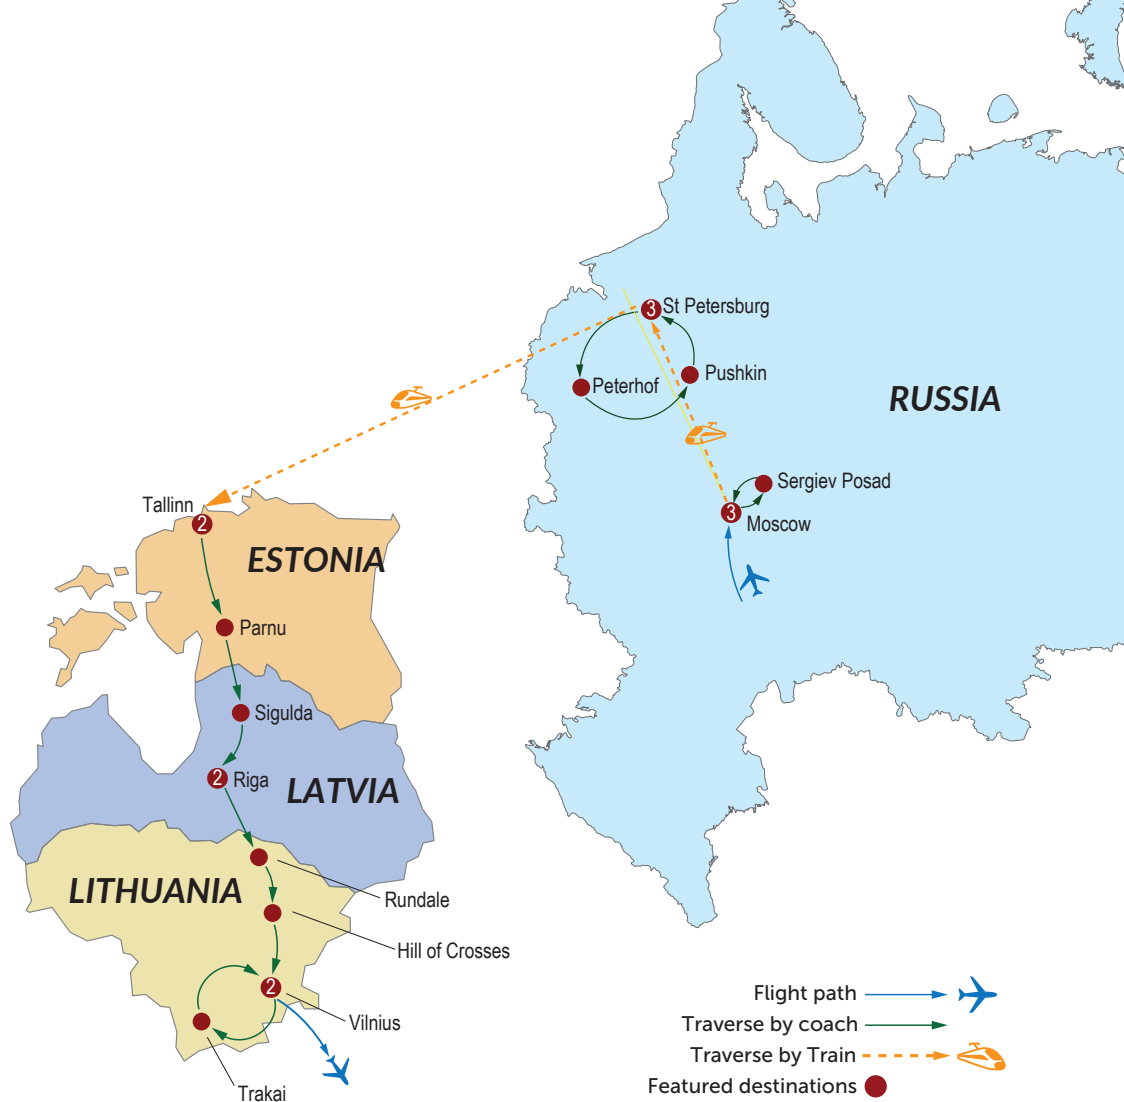 3 St Petersburg
Peterhof
Pushkin
RUSSIA
Sergiev Posad
3
Moscow
Tallinn
2
ESTONIA
Parnu
Sigulda
2 Riga
LATVIA
LITHUANIA
Rundale
Hill of Crosses
2
Vilnius
Trakai
Flight path
Traverse by coach
Traverse by Train
Featured destinations